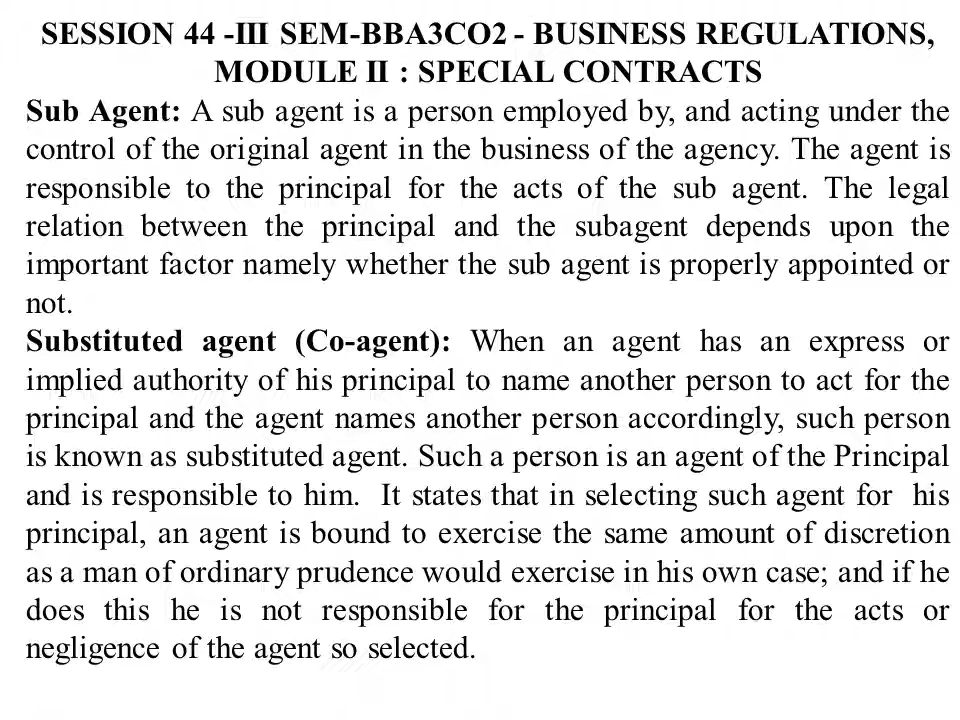 SESSION 44 -III SEM-BBA3CO2 - BUSINESS REGULATIONS,
MODULE II : SPECIAL CONTRACTS
Sub Agent: A sub agent is a person employed by, and acting under the
control of the original agent in the business of the agency. The agent is
responsible to the principal for the acts of the sub agent. The legal
relation between the principal and the subagent depends upon the
important factor namely whether the sub agent is properly appointed or
not.
Substituted agent (Co-agent): When an agent has an express or
implied authority of his principal to name another person to act for the
principal and the agent names another person accordingly, such person
is known as substituted agent. Such a person is an agent of the Principal
and is responsible to him. It states that in selecting such agent for his
principal, an agent is bound to exercise the same amount of discretion
as a man of ordinary prudence would exercise in his own case; and if he
does this he is not responsible for the principal for the acts or
negligence of the agent so selected.